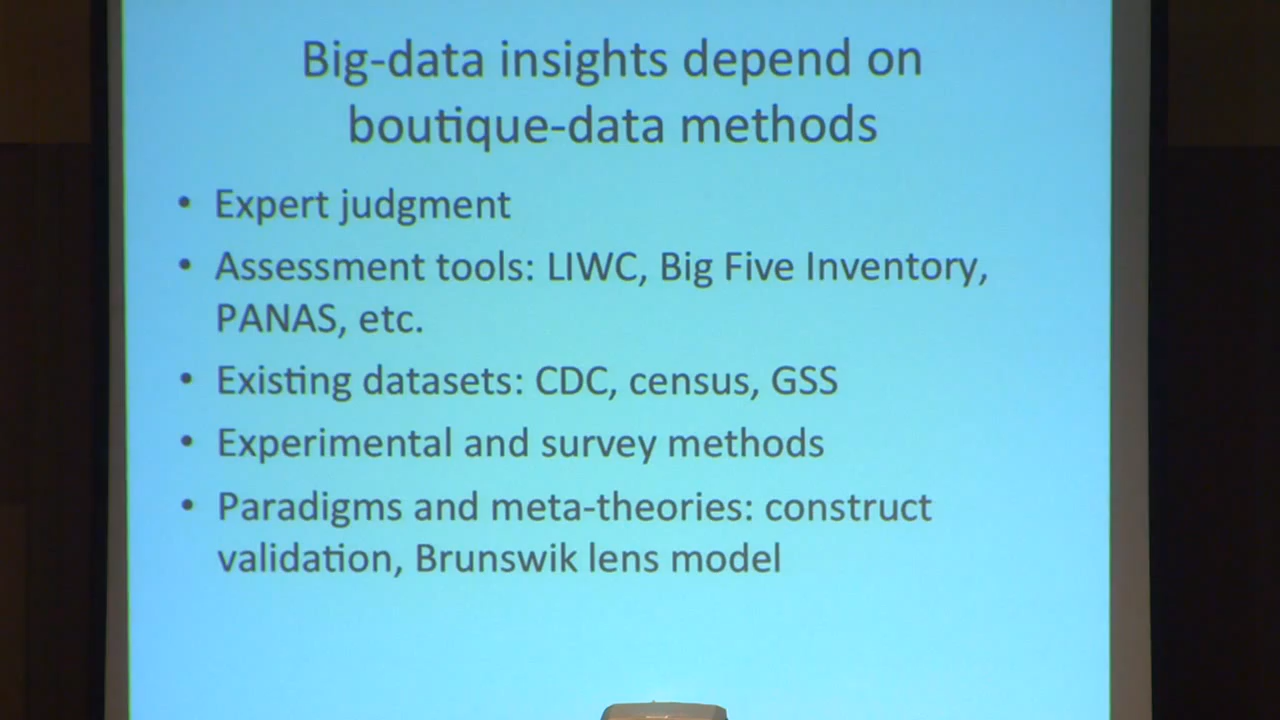 Big-data insights depend on
boutique-data methods
• Expert judgment
• Assessment tools: LIWC, Big Five Inventory,
PANAS, etc.
• Existing datasets: CDC, census, GSS
• Experimental and survey methods
• Paradigms and meta-theories: construct
validation, Brunswik lens model